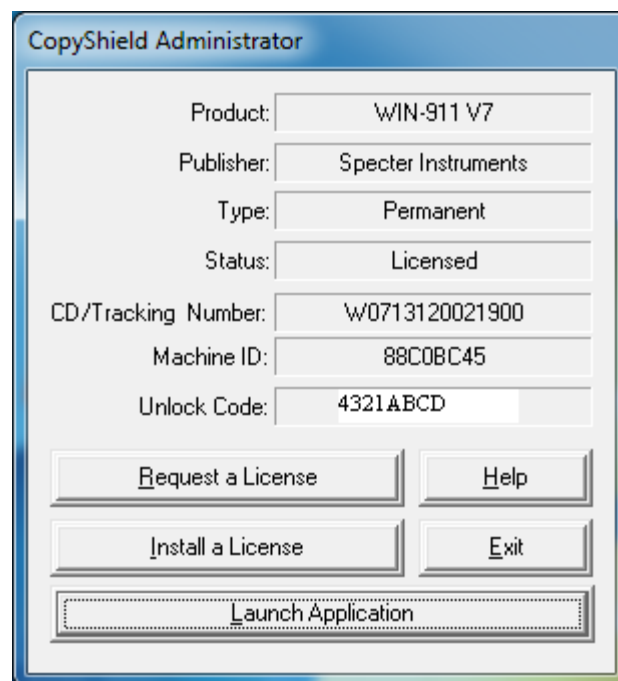 CopyShield Administrator
Product: WIN-911 V7
Publisher: Specter Instruments
Type: Permanent
Status: Licensed
CD/Tracking Number: W0713120021900
Machine ID: 88C0BC45
Unlock Code: 4321ABCD
Request a License Help
Install a License Exit
Launch Application